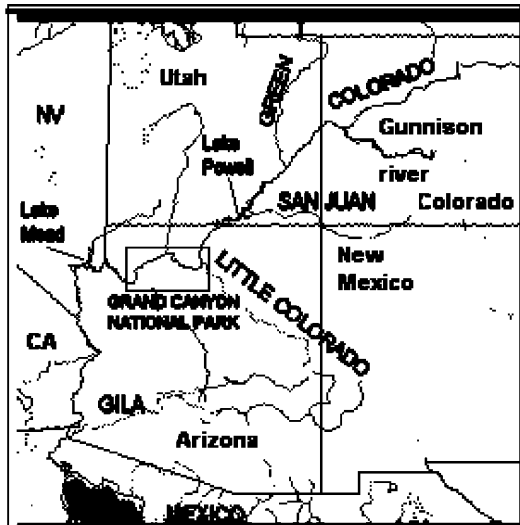 Utah
GREEN
COLORADO
NV
Gunnison
Lake
Powell
river
SAN JUAN
Colorado
Lake
Mead
New
Mexico
LITTLE COLORADO
GRAND CANYON
NATIONAL PARK
CA
GILA
Arizona
MEXICO